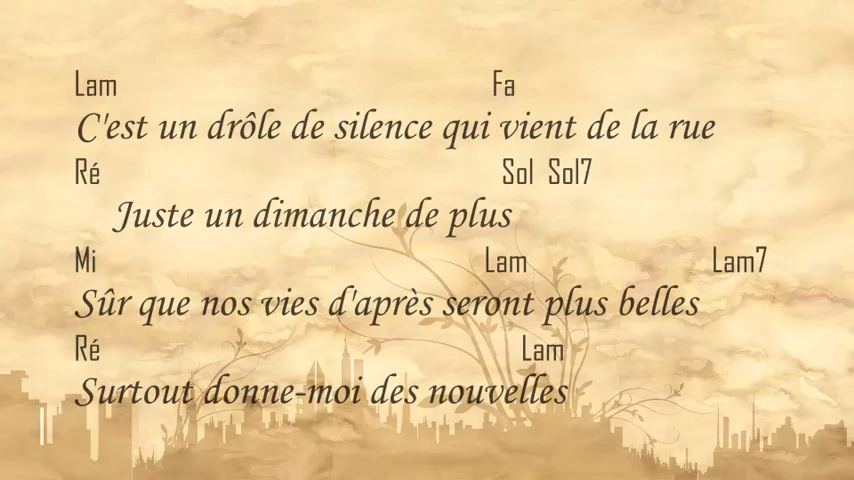 Lam Fa
C'est un drôle de silence qui vient de la rue
Ré Sol Sol7
Juste un dimanche de plus
Mi Lam Lam7
Sûr que nos vies d'après seront plus belles
Ré Lam
Surtout donne-moi des nouvelles